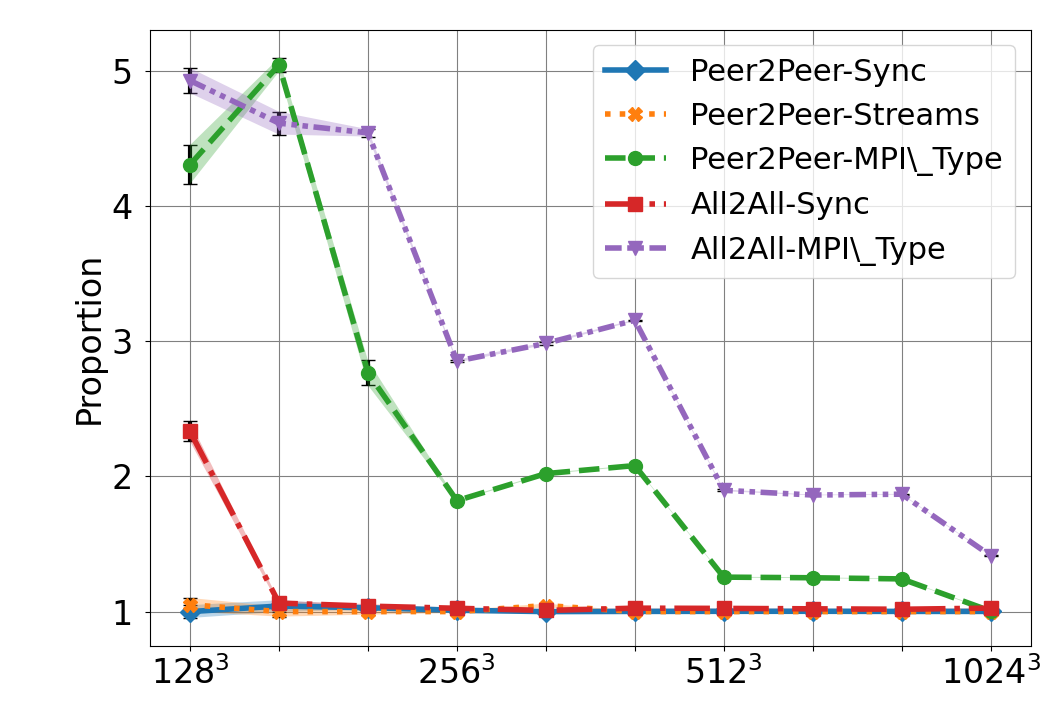 Proportion
5
4
3
2
1
128³
256³
512³
1024³
Peer2Peer-Sync
Peer2Peer-Streams
Peer2Peer-MPI\_Type
All2All-Sync
All2All-MPI\_Type